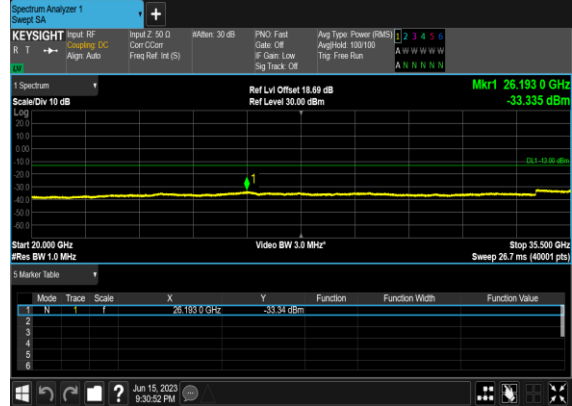 Spectrum Analyzer 1
Swept SA
+
KEYSIGHT Input: RF Input Z: 50 Ω #Atten: 30 dB PNO: Fast Avg Type: Power (RMS) 1 2 3 4 5 6
R T Coupling: DC Corr CCorr Gate: Off Avg|Hold: 100/100 A W W W W W
Align: Auto Freq Ref: Int (S) IF Gain: Low Trig: Free Run
Sig Track: Off A N N N N N
1 Spectrum Ref Lvl Offset 18.69 dB Mkr1 26.193 0 GHz
Scale/Div 10 dB Ref Level 30.00 dBm -33.335 dBm
Log
20.0
10.0
0.00
-10.0 DL1 -13.00 dBm
-20.0
1
-30.0
-40.0
-50.0
-60.0
Start 20.000 GHz Video BW 3.0 MHz* Stop 35.500 GHz
#Res BW 1.0 MHz Sweep 26.7 ms (40001 pts)
5 Marker Table
Mode Trace Scale X Y Function Function Width Function Value
1 N 1 f 26.193 0 GHz -33.34 dBm
2
3
4
5
6
? Jun 15, 2023
9:30:52 PM